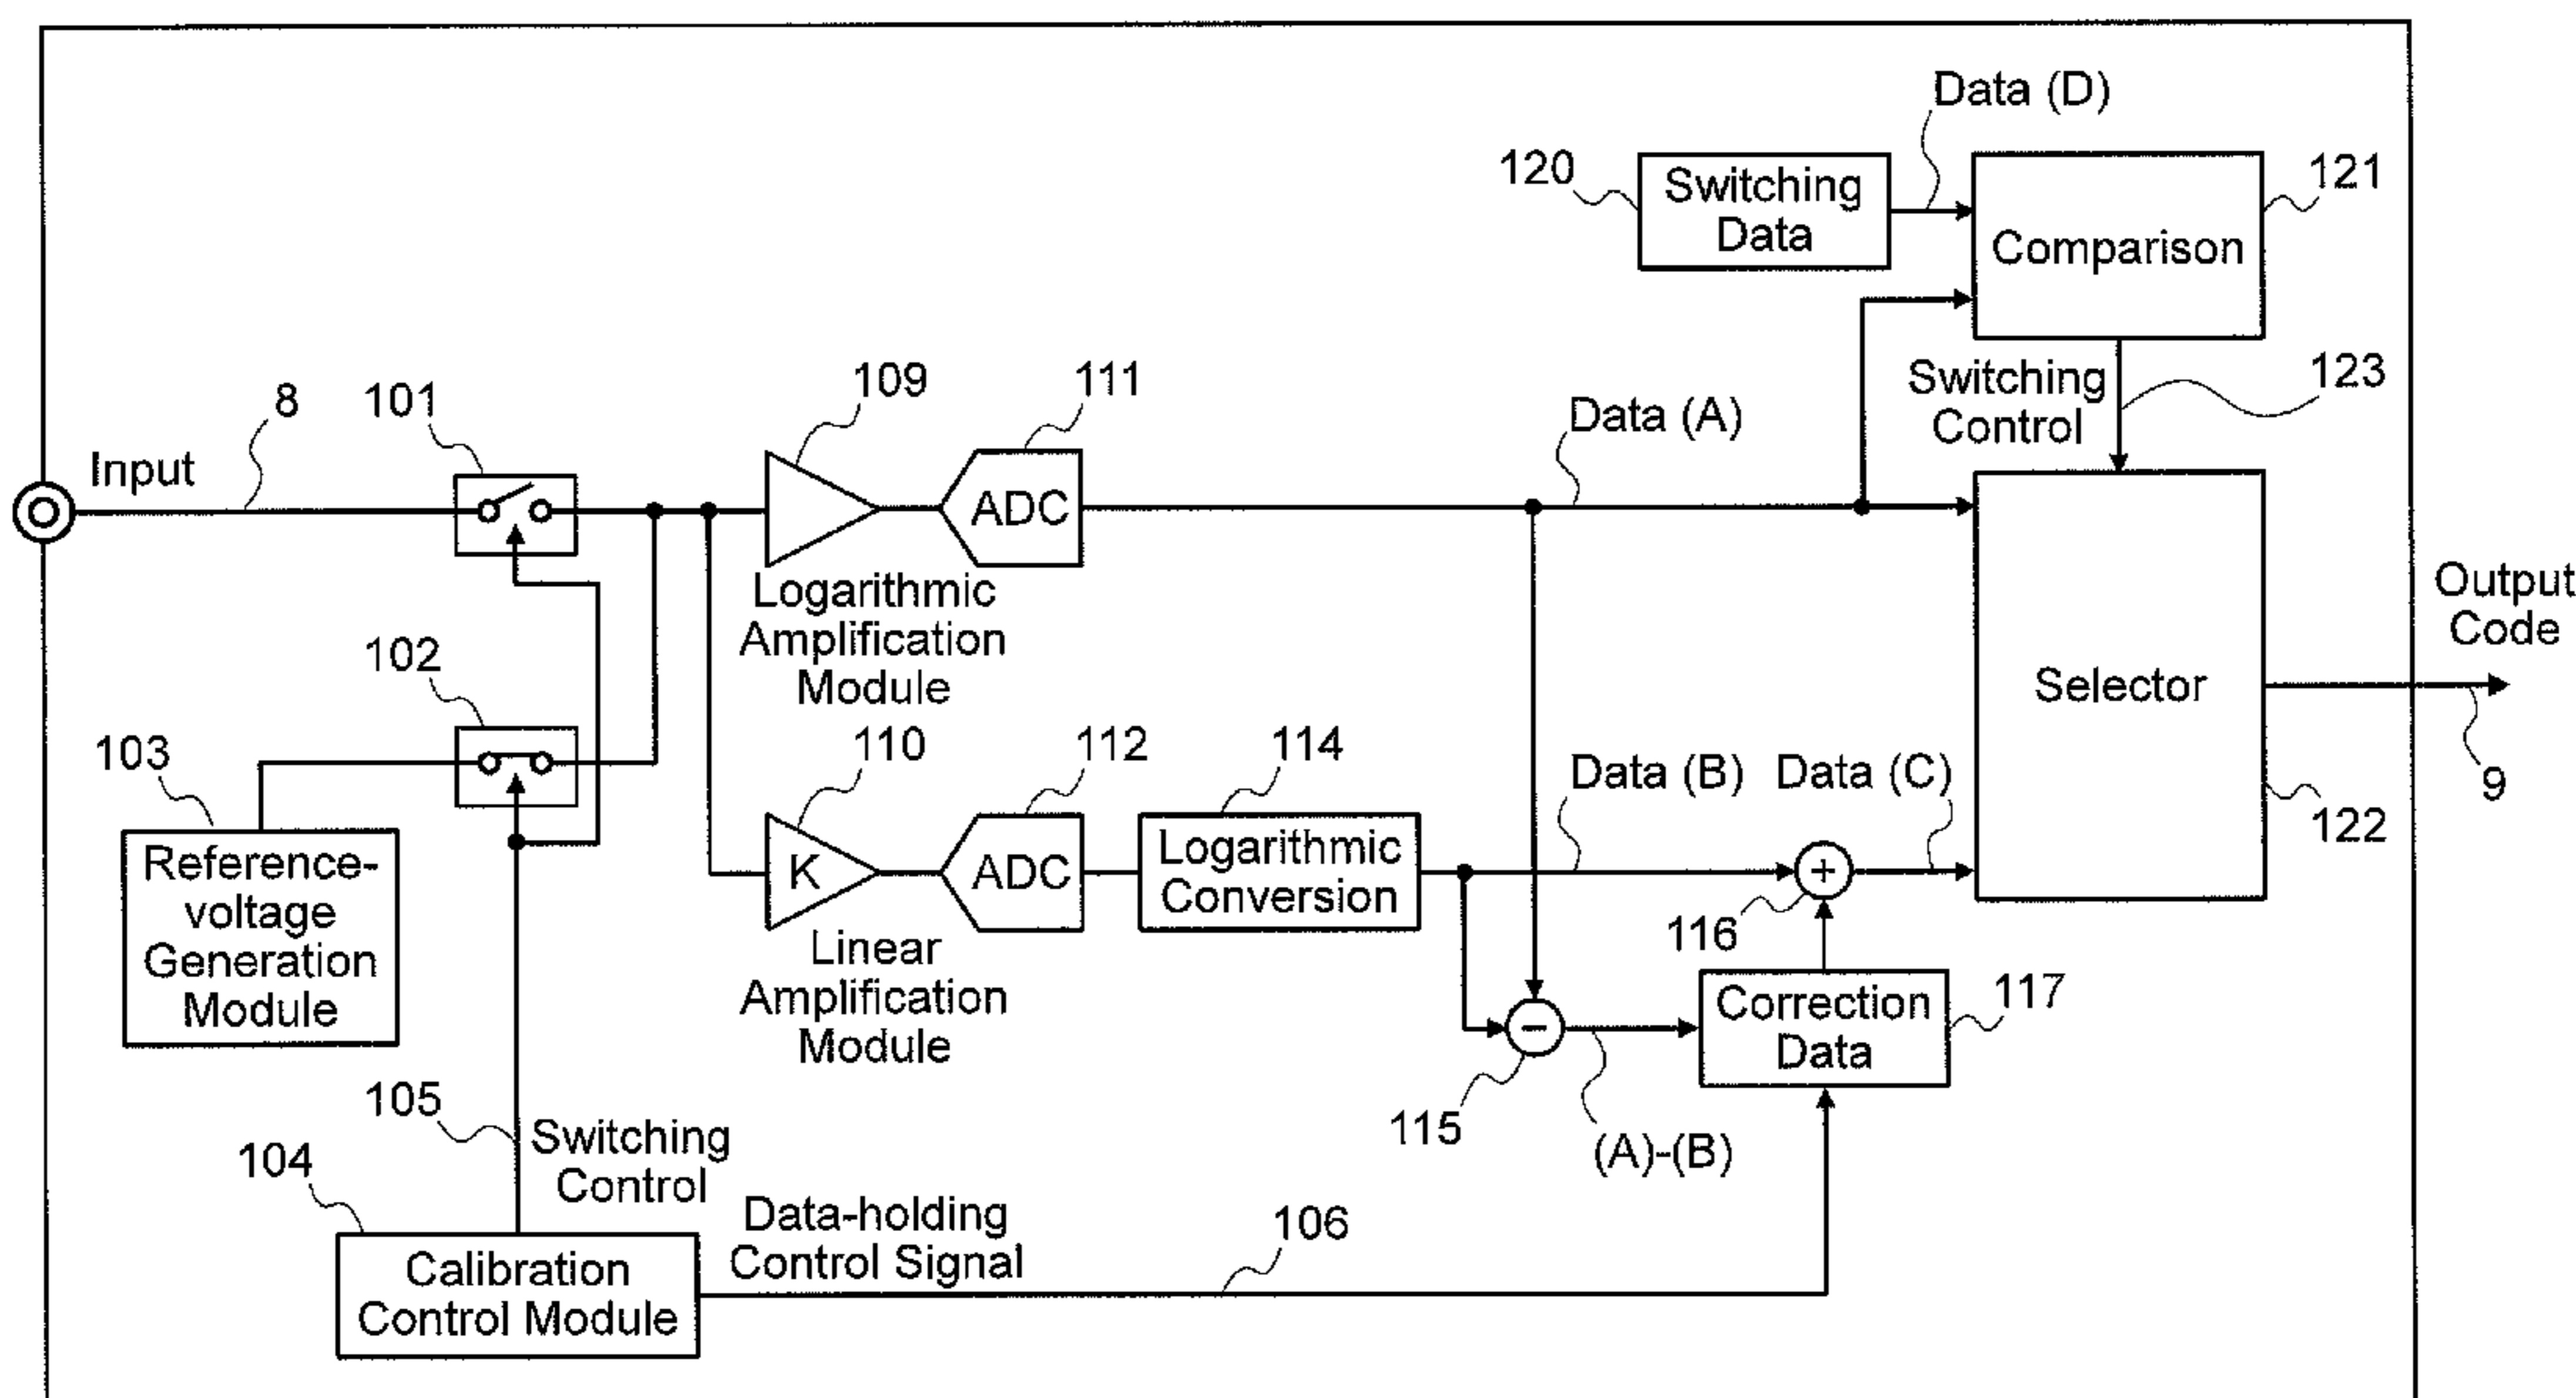 Data (D)
120
Switching
Data
121
Comparison
8
101
109
111
Data (A)
Switching
Control
123
Input
ADC
Logarithmic
Amplification
Module
Output
Code
102
Selector
103
110
112
114
Data (B)
Data (C)
9
122
Reference-
voltage
Generation
Module
K
ADC
Logarithmic
Conversion
+
116
Linear
Amplification
Module
Correction
Data
117
-
115
(A)-(B)
105
Switching
Control
104
Data-holding
Control Signal
106
Calibration
Control Module